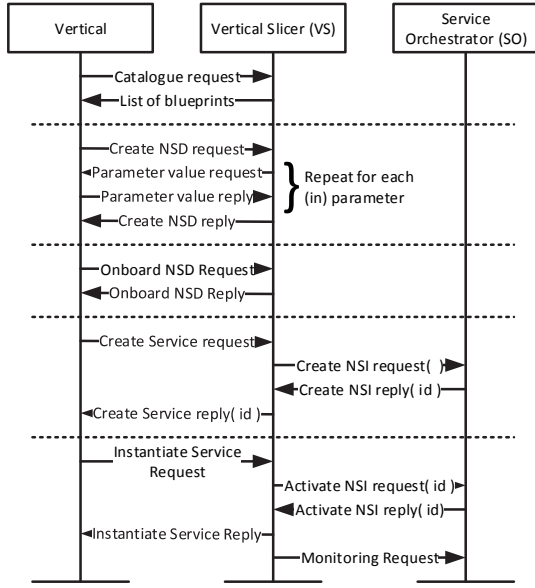 Vertical
Vertical Slicer (VS)
Service
Orchestrator (SO)
Catalogue request
List of blueprints
Create NSD request
Parameter value request
Parameter value reply
Create NSD reply
Repeat for each
(in) parameter
Onboard NSD Request
Onboard NSD Reply
Create Service request
Create NSI request( )
Create NSI reply( id )
Create Service reply( id )
Instantiate Service
Request
Activate NSI request( id )
Activate NSI reply( id)
Instantiate Service Reply
Monitoring Request